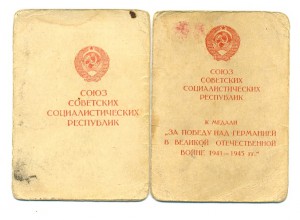 СОЮЗ
СОВЕТСКИХ
СОЦИАЛИСТИЧЕСКИХ
РЕСПУБЛИК
СОЮЗ
СОВЕТСКИХ
СОЦИАЛИСТИЧЕСКИХ
РЕСПУБЛИК
К МЕДАЛИ
„ЗА ПОБЕДУ НАД ГЕРМАНИЕЙ
В ВЕЛИКОЙ ОТЕЧЕСТВЕННОЙ
ВОЙНЕ 1941—1945 гг.“